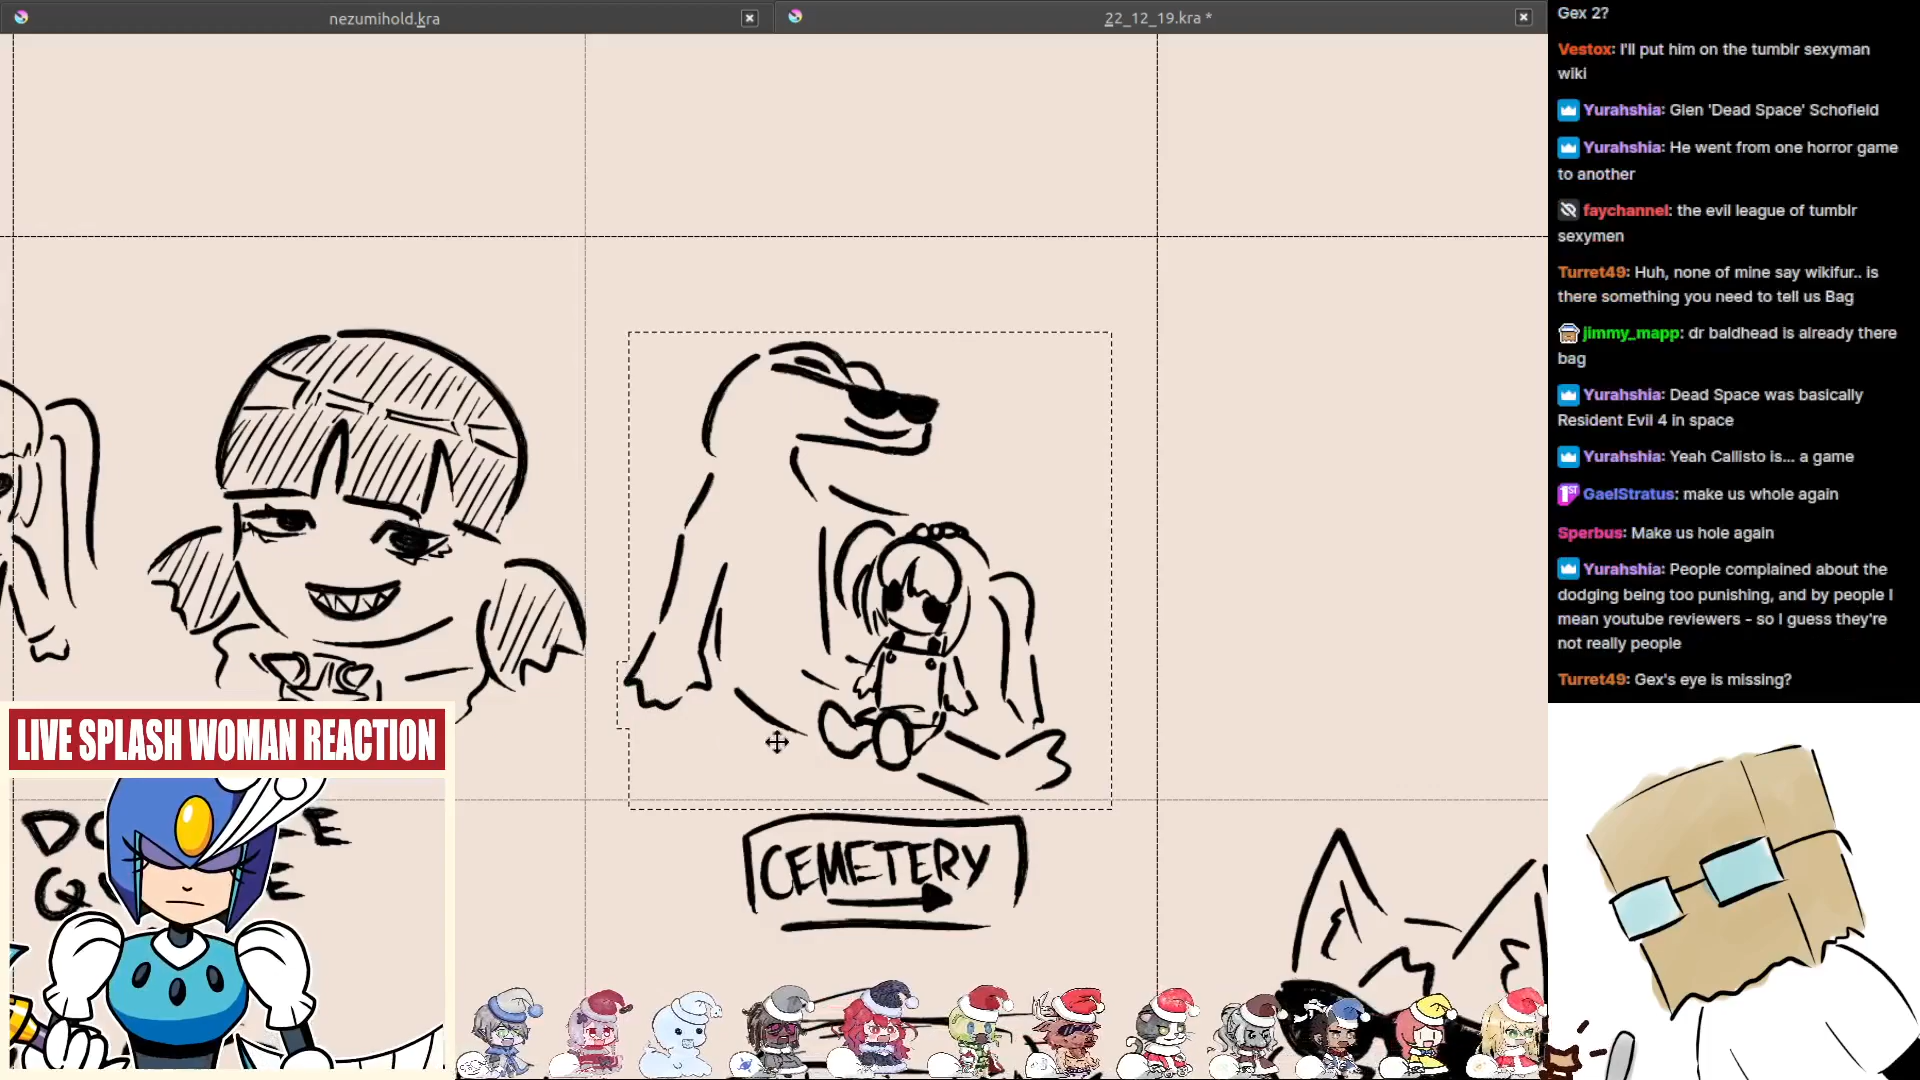 nezumihold.kra
22_12_19.kra *
Gex 2?
Vestox: I'll put him on the tumblr sexyman
wiki
Yurahshia: Glen 'Dead Space' Schofield
Yurahshia: He went from one horror game
to another
faychannel: the evil league of tumblr
sexymen
Turret49: Huh, none of mine say wikifur.. is
there something you need to tell us Bag
jimmy_mapp: dr baldhead is already there
bag
Yurahshia: Dead Space was basically
Resident Evil 4 in space
Yurahshia: Yeah Callisto is... a game
1ST GaelStratus: make us whole again
Sperbus: Make us hole again
Yurahshia: People complained about the
dodging being too punishing, and by people I
mean youtube reviewers - so I guess they're
not really people
Turret49: Gex's eye is missing?
LIVE SPLASH WOMAN REACTION
CEMETERY